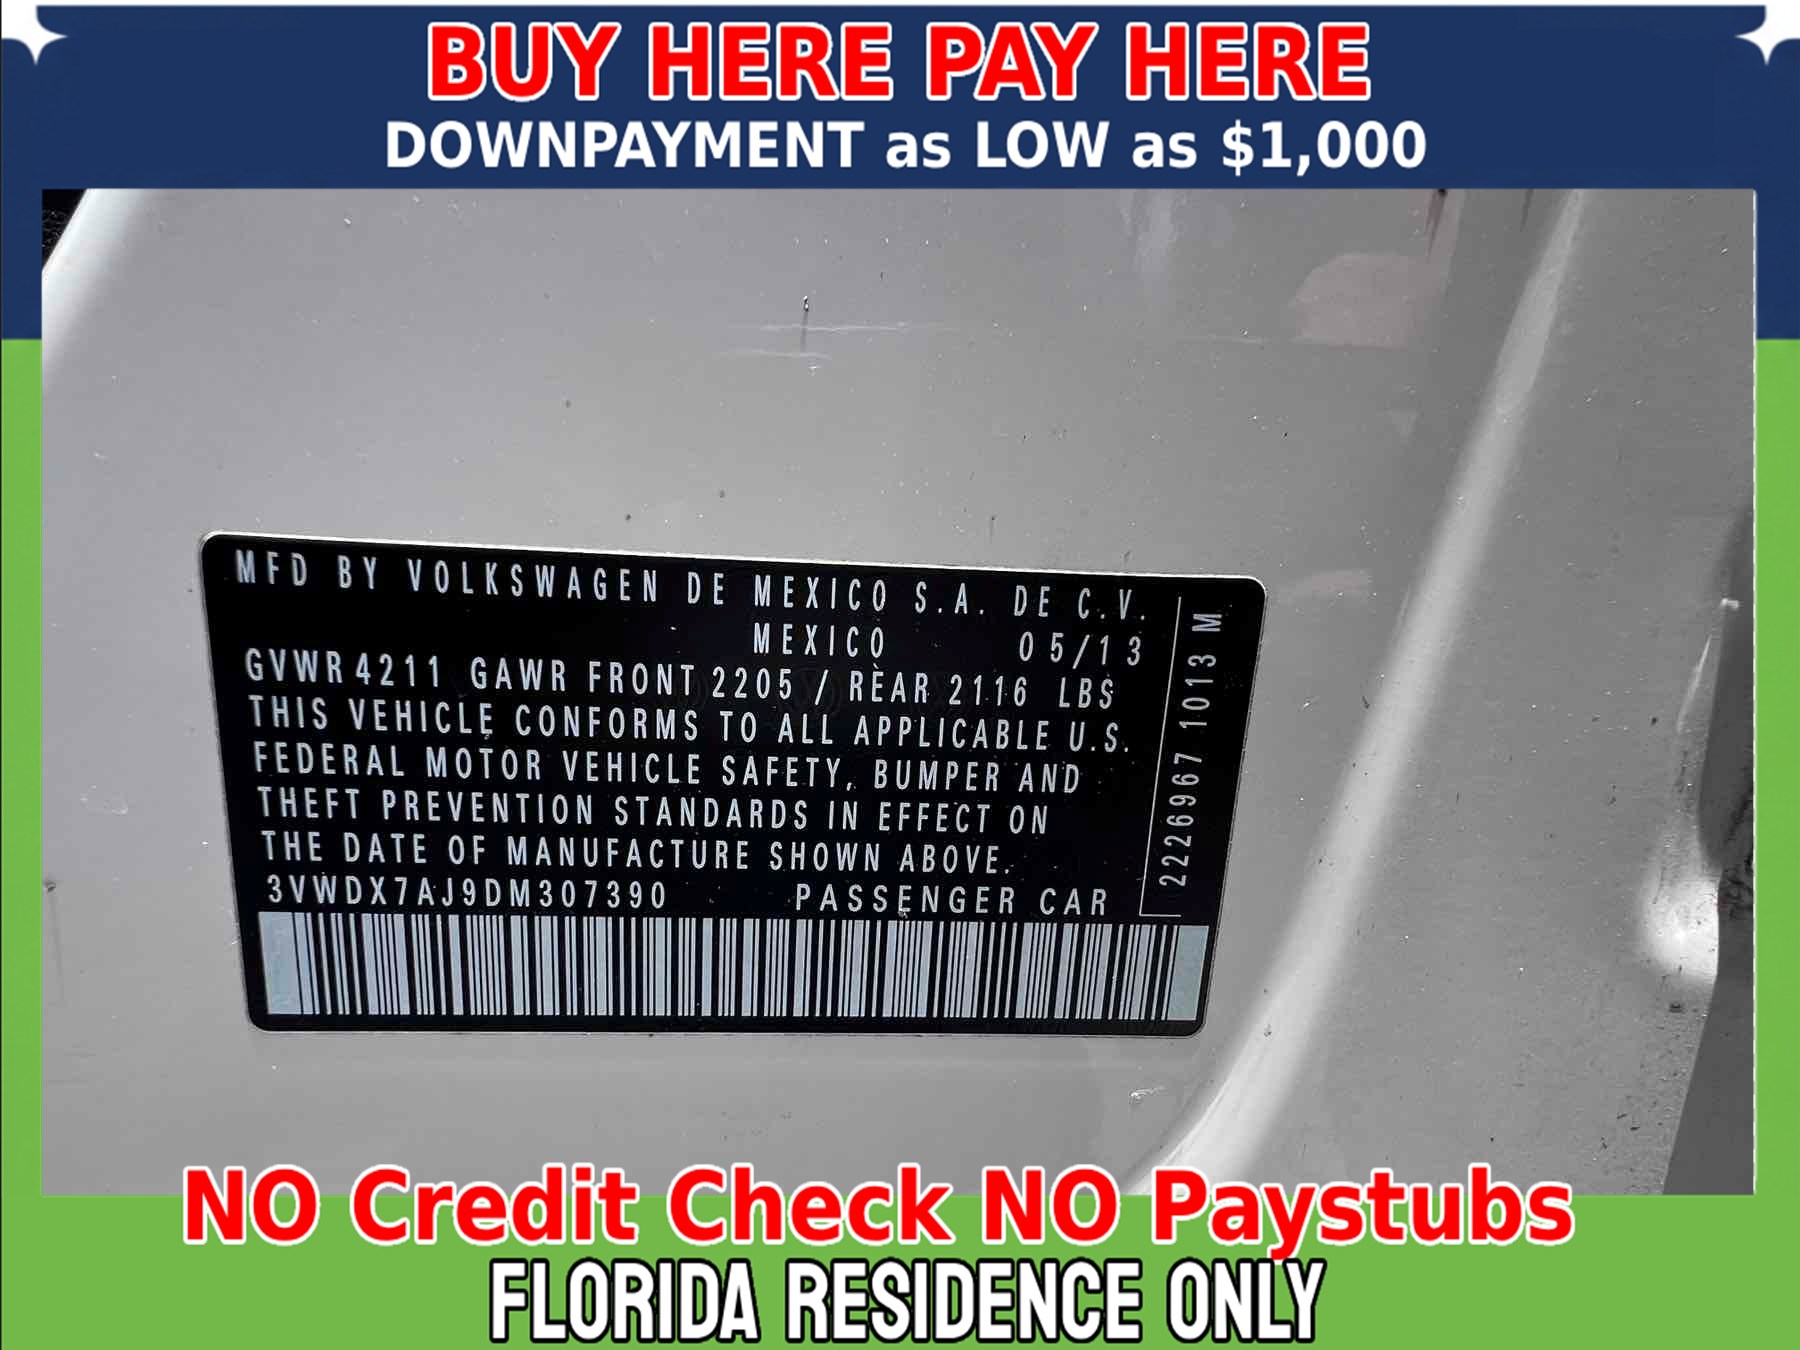 BUY HERE PAY HERE
DOWNPAYMENT as LOW as $1,000
MFD BY VOLKSWAGEN DE MEXICO S.A. DE C.V.
MEXICO 05/13
GVWR 4211 GAWR FRONT 2205 / REAR 2116 LBS
THIS VEHICLE CONFORMS TO ALL APPLICABLE U.S.
FEDERAL MOTOR VEHICLE SAFETY, BUMPER AND
THEFT PREVENTION STANDARDS IN EFFECT ON
THE DATE OF MANUFACTURE SHOWN ABOVE.
3VWDX7AJ9DM307390 PASSENGER CAR
2226967 1013 M
NO Credit Check NO Paystubs
FLORIDA RESIDENCE ONLY